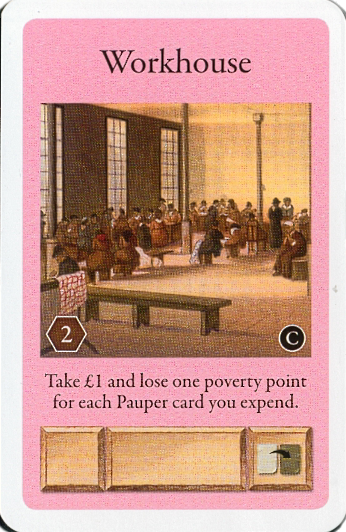 Workhouse
2
C
Take £1 and lose one poverty point
for each Pauper card you expend.